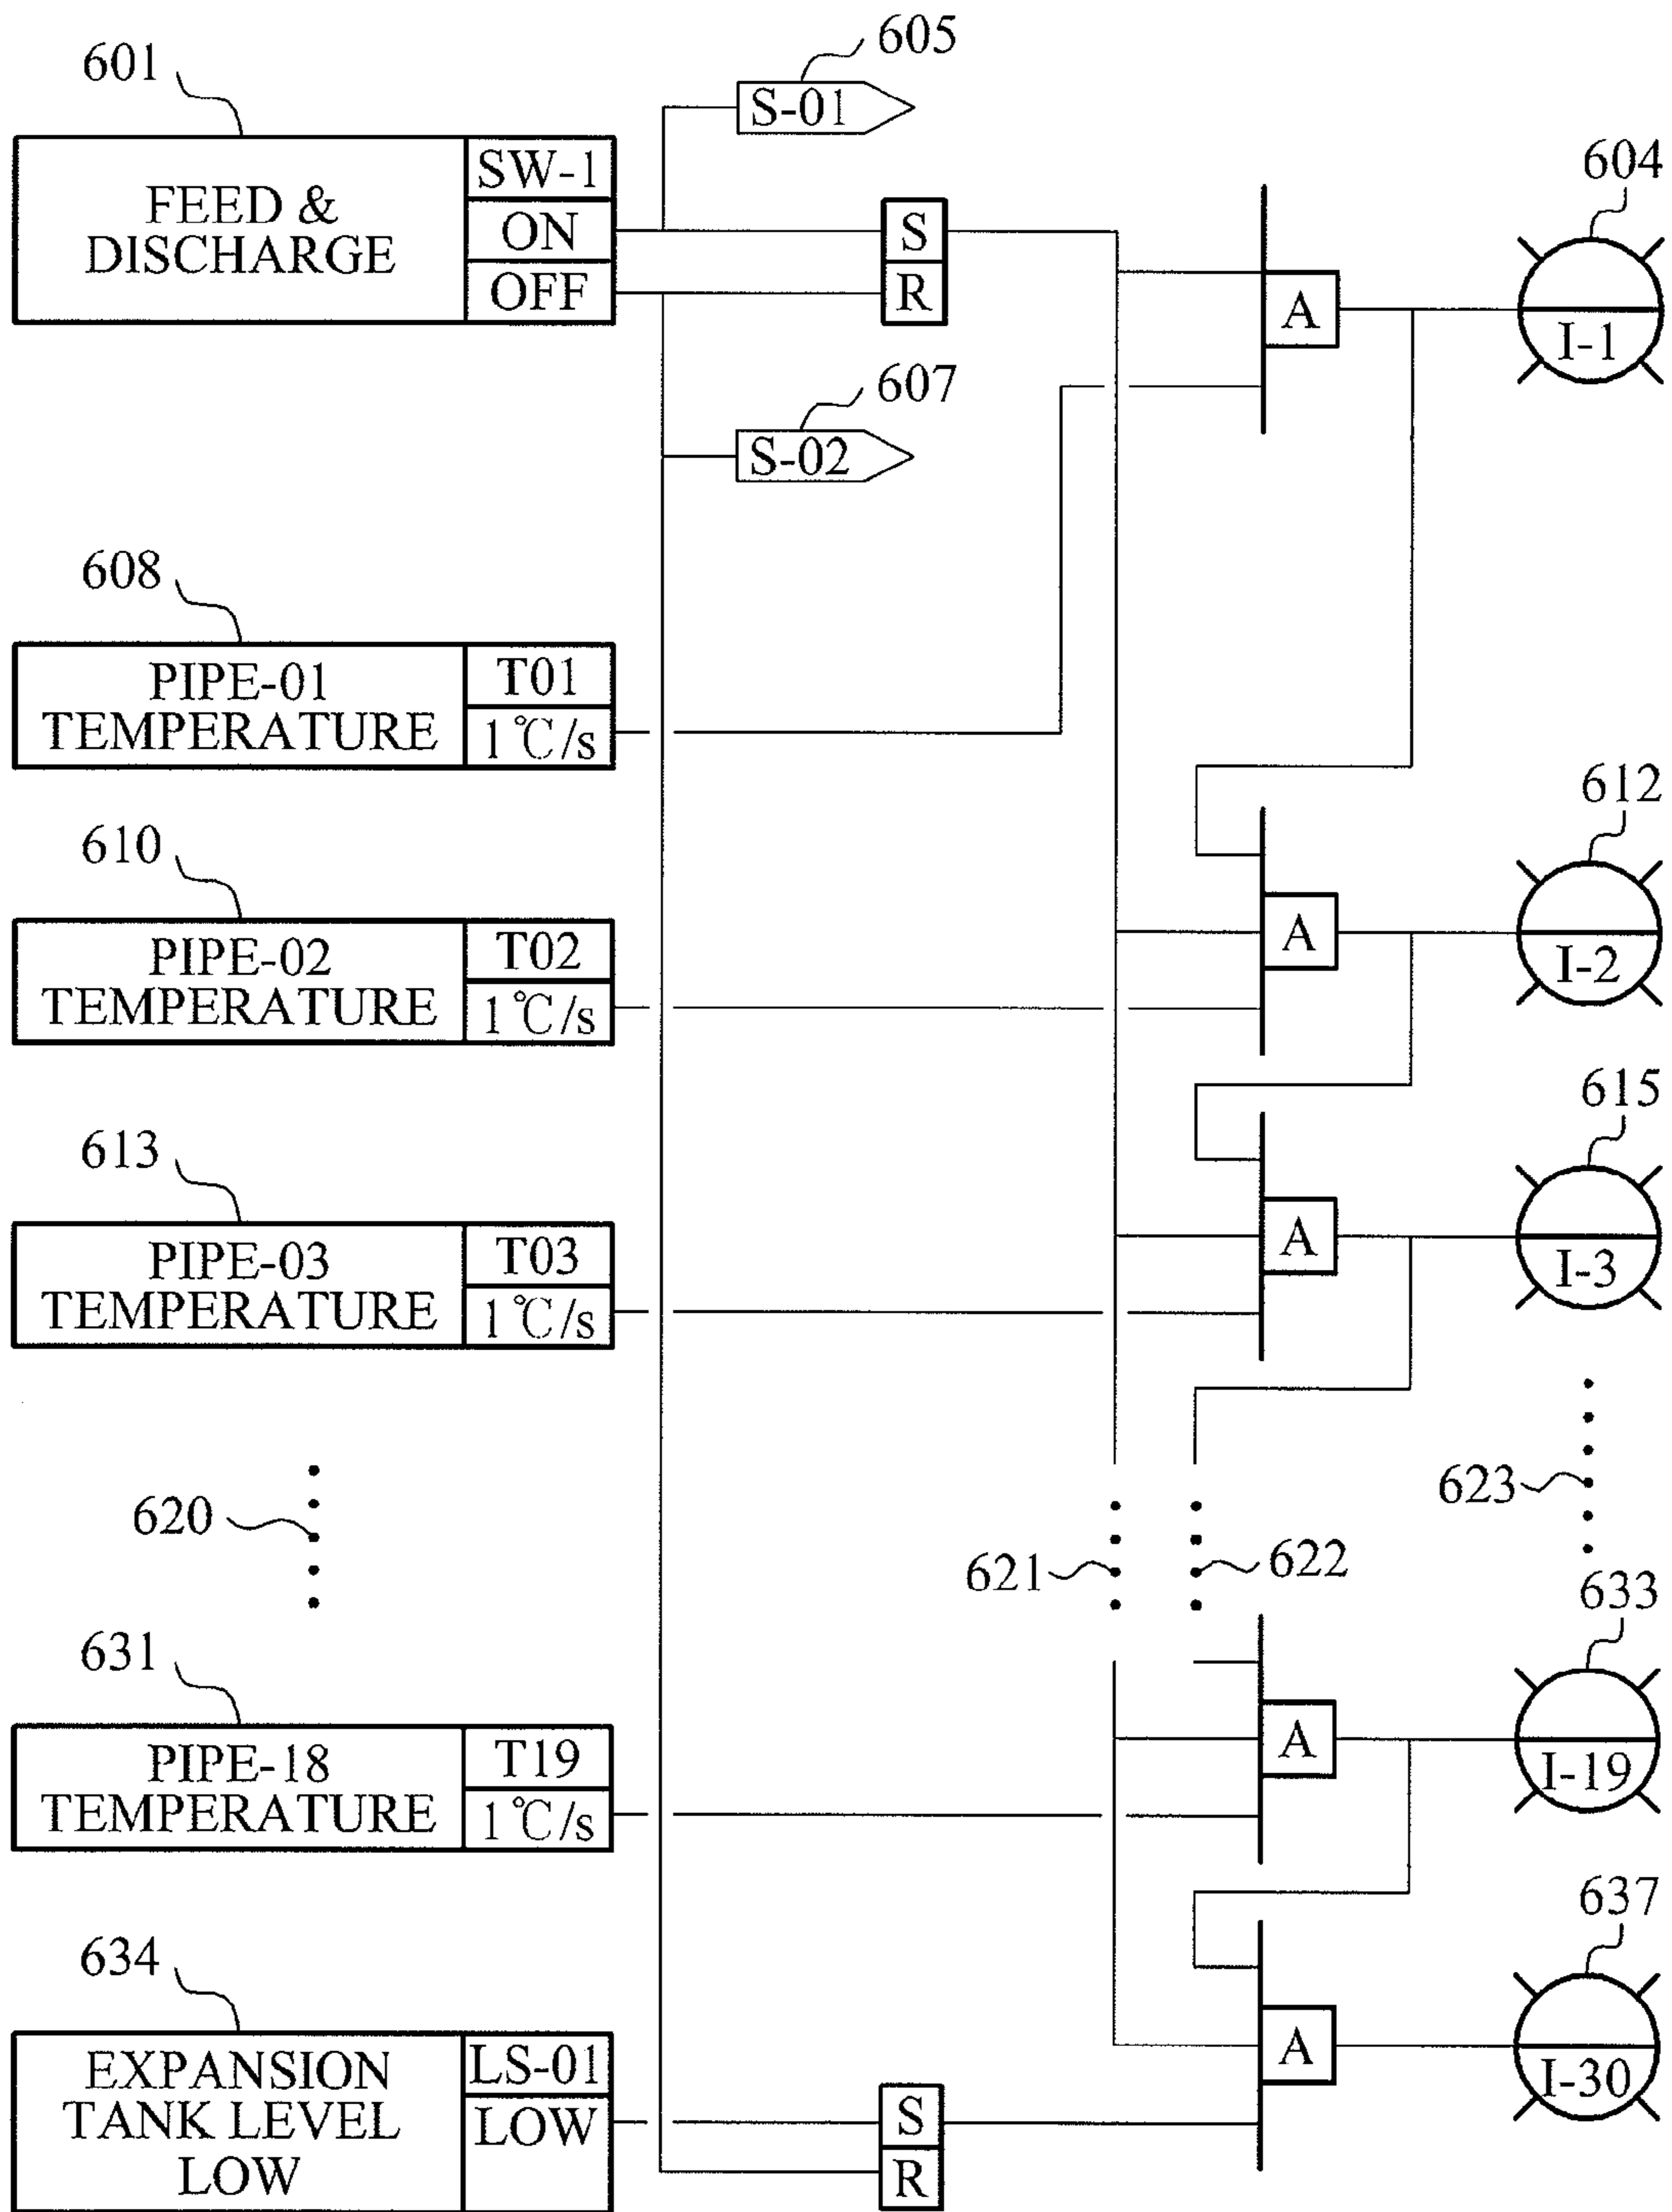 605
601
S-01
SW-1
604
FEED &
DISCHARGE
ON
S
OFF
R
A
I-1
607
S-02
608
PIPE-01
TEMPERATURE
T01
1℃/s
612
610
PIPE-02
TEMPERATURE
T02
1℃/s
A
I-2
615
613
PIPE-03
TEMPERATURE
T03
1℃/s
A
I-3
620
621
622
623
633
631
PIPE-18
TEMPERATURE
T19
1℃/s
A
I-19
637
634
EXPANSION
TANK LEVEL
LOW
LS-01
LOW
S
R
A
I-30